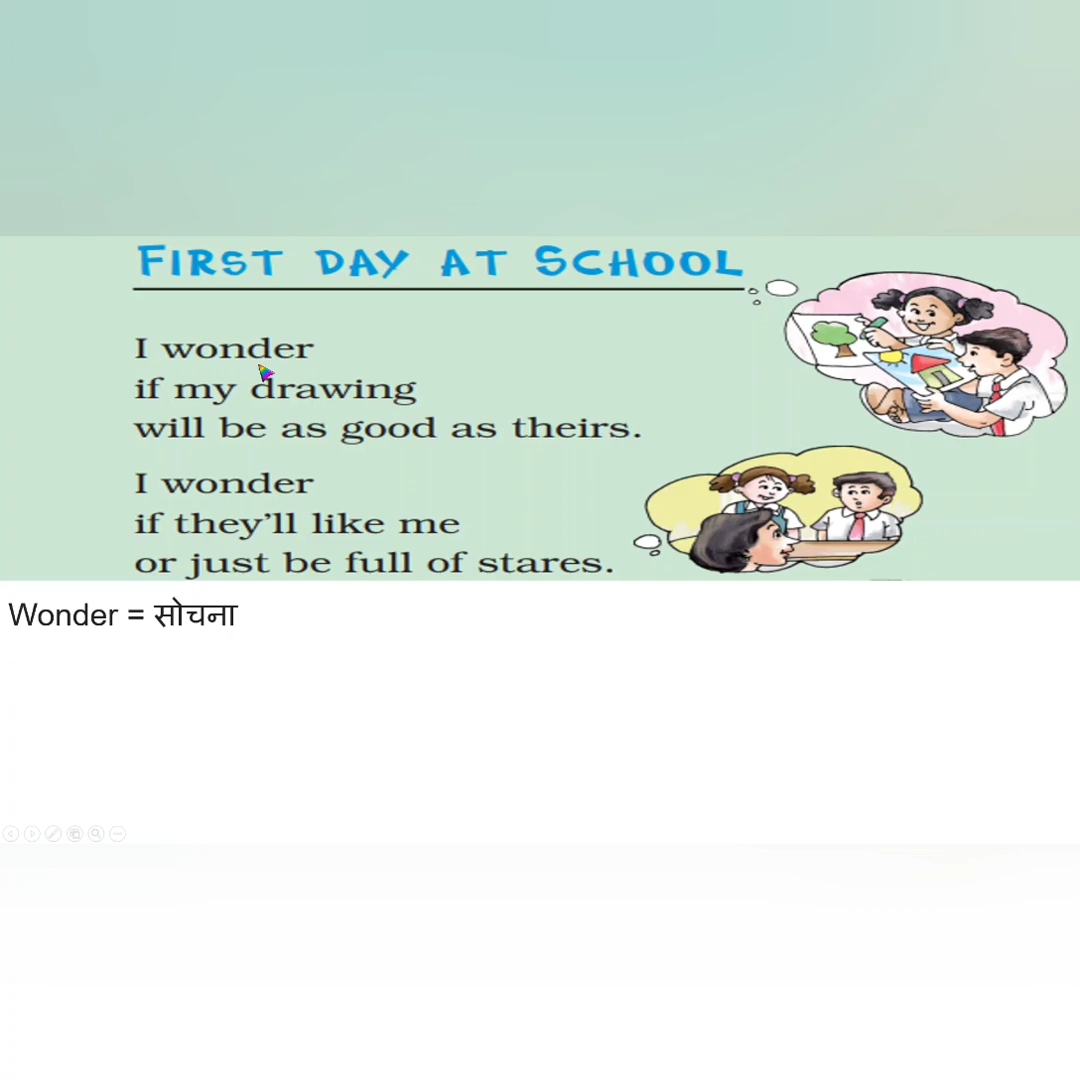 FIRST DAY AT SCHOOL
I wonder
if my drawing
will be as good as theirs.
I wonder
if they'll like me
or just be full of stares.
Wonder = सोचना